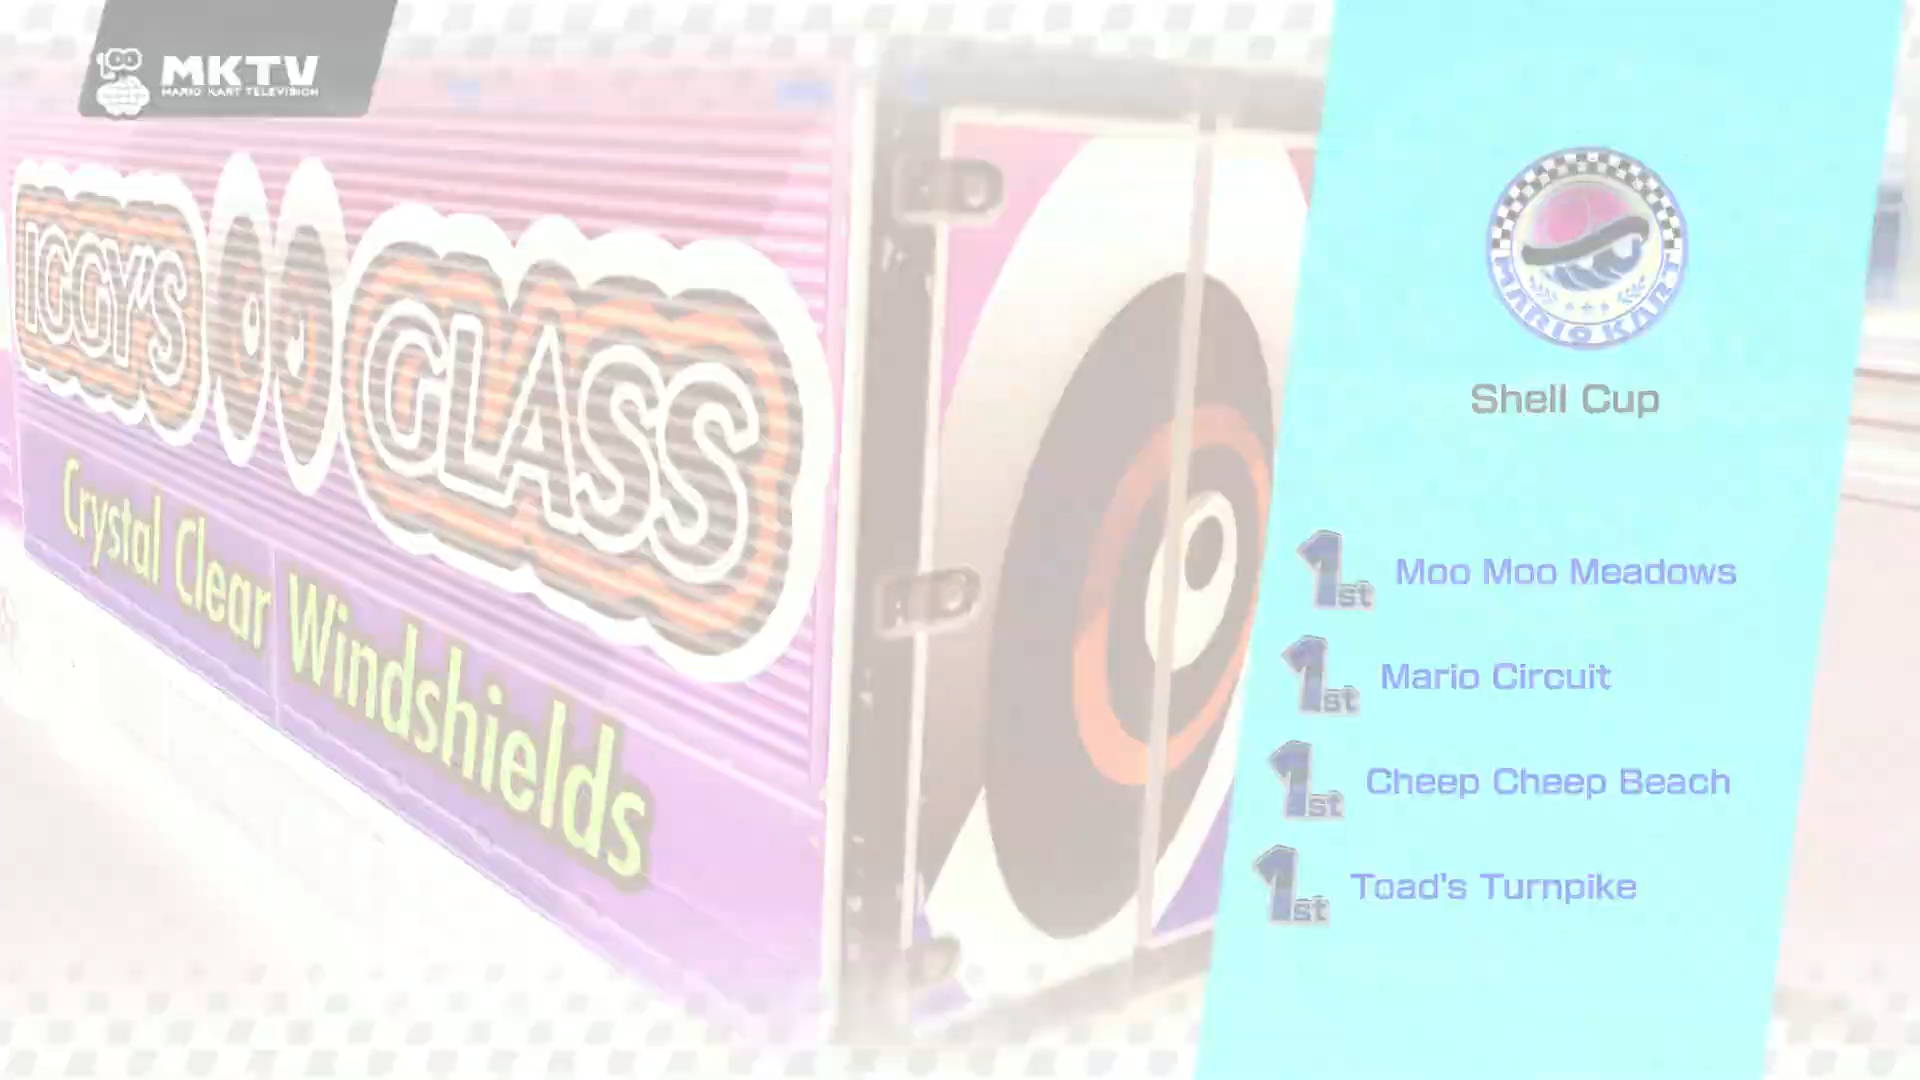 MKTV
MARIO KART TELEVISION
IGGY'S GLASS
Crystal Clear Windshields
MARIO KART
Shell Cup
1st Moo Moo Meadows
1st Mario Circuit
1st Cheep Cheep Beach
1st Toad's Turnpike